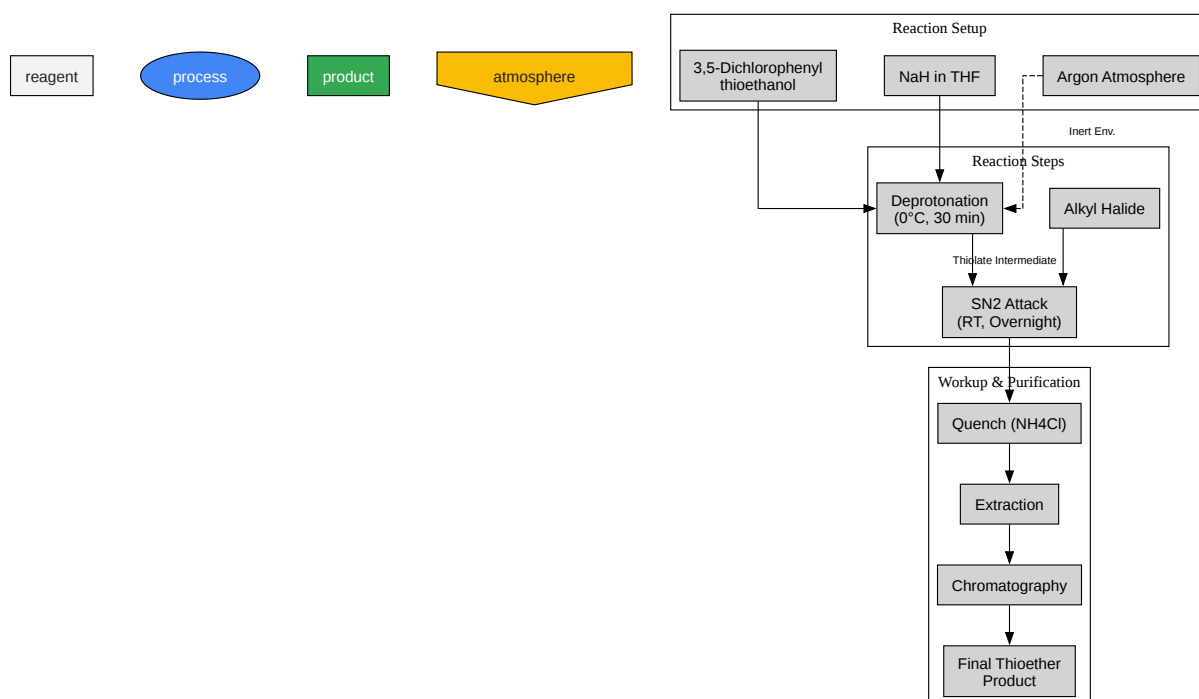 reagent
process
product
atmosphere
Reaction Setup
3,5-Dichlorophenyl
thioethanol
NaH in THF
Argon Atmosphere
Inert Env.
Reaction Steps
Deprotonation
(0°C, 30 min)
Alkyl Halide
Thiolate Intermediate
SN2 Attack
(RT, Overnight)
Workup & Purification
Quench (NH4Cl)
Extraction
Chromatography
Final Thioether
Product